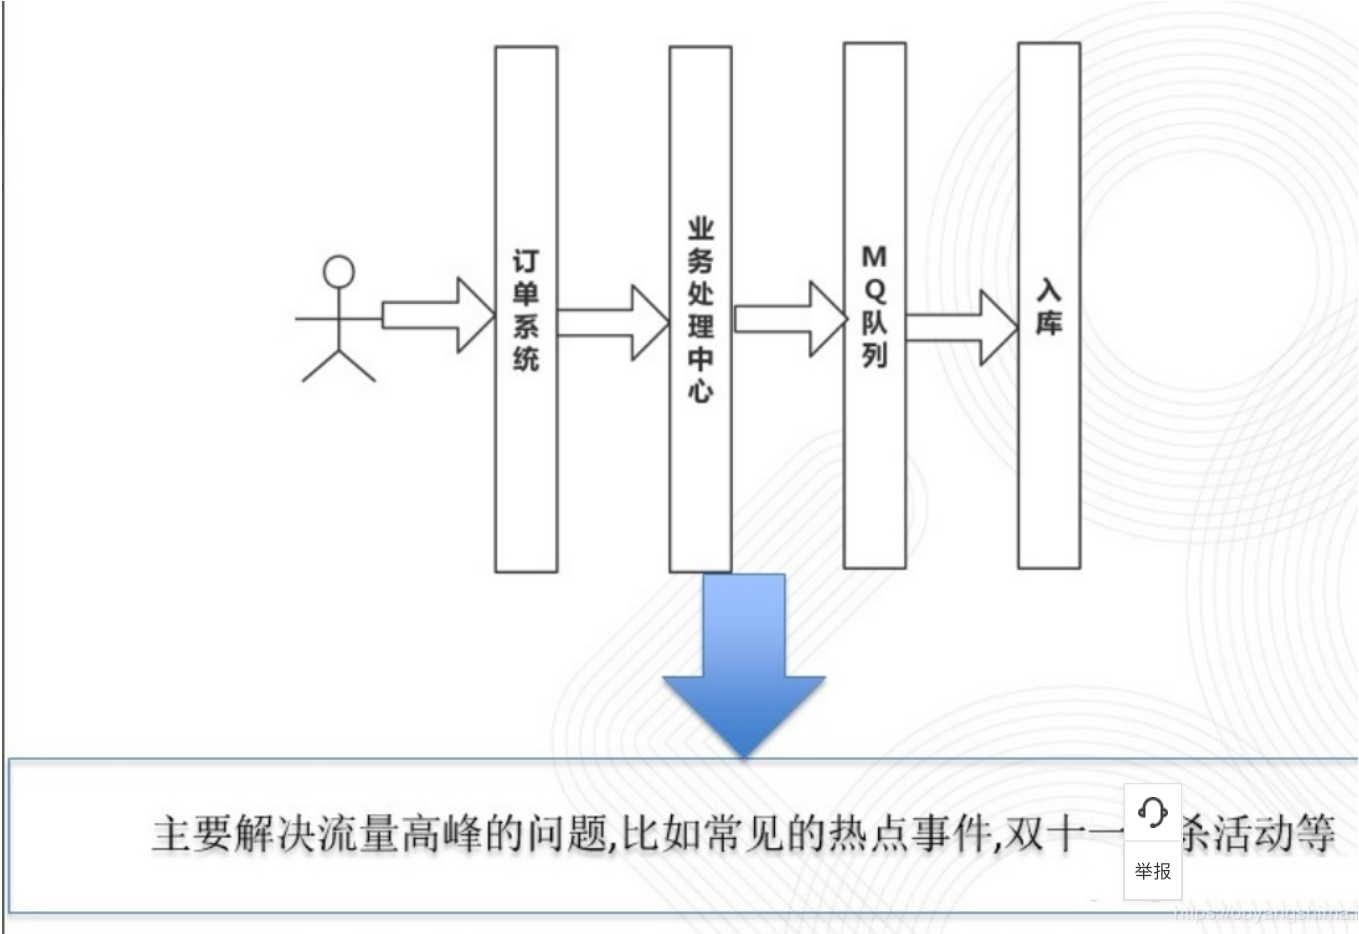 订单系统
业务处理中心
MQ队列
入库
主要解决流量高峰的问题,比如常见的热点事件,双十一 杀活动等
举报